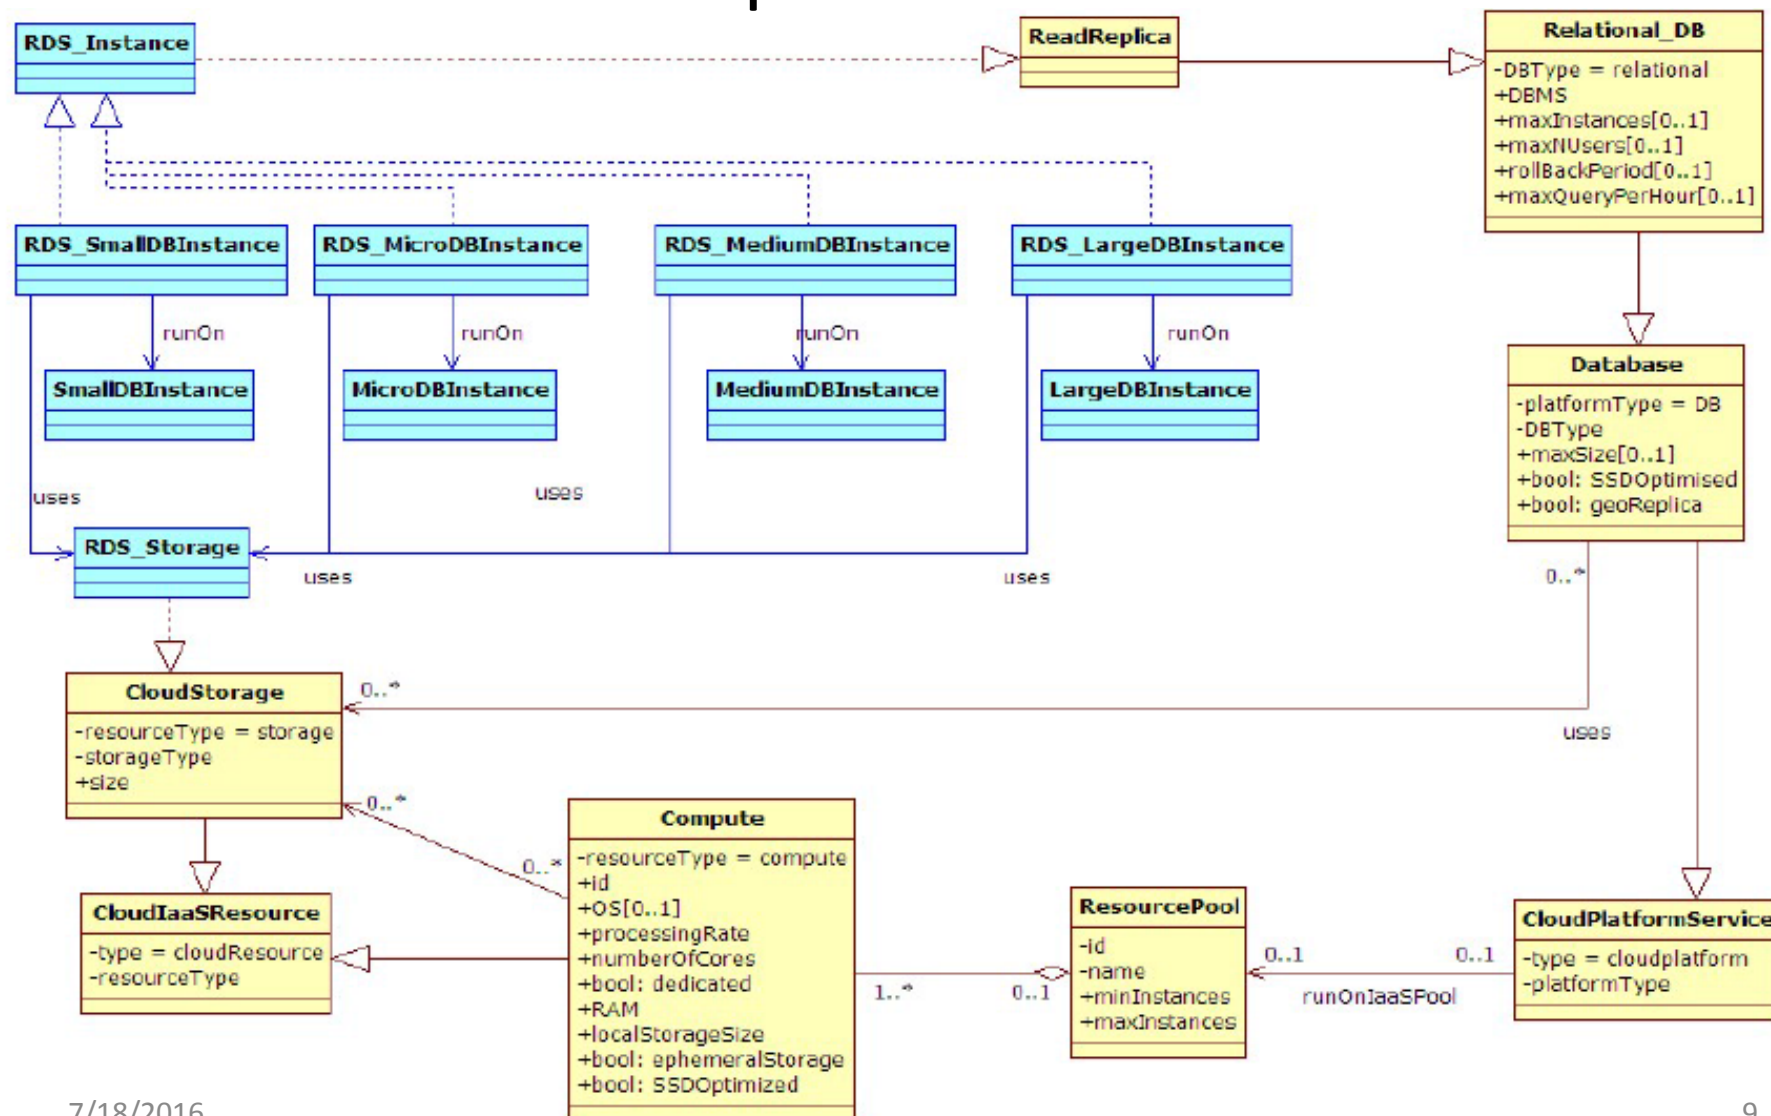 RDS_Instance
ReadReplica
Relational_DB
-DBType = relational
+DBMS
+maxInstances[0..1]
+maxNUsers[0..1]
+rollBackPeriod[0..1]
+maxQueryPerHour[0..1]
RDS_SmallDBInstance
RDS_MicroDBInstance
RDS_MediumDBInstance
RDS_LargeDBInstance
runOn
runOn
runOn
runOn
SmallDBInstance
MicroDBInstance
MediumDBInstance
LargeDBInstance
Database
-platformType = DB
-DBType
+maxSize[0..1]
+bool: SSDOptimised
+bool: geoReplica
uses
uses
RDS_Storage
uses
uses
0..*
CloudStorage
-resourceType = storage
-storageType
+size
0..*
uses
0..*
0..*
Compute
-resourceType = compute
+id
+OS[0..1]
+processingRate
+numberOfCores
+bool: dedicated
+RAM
+localStorageSize
+bool: ephemeralStorage
+bool: SSDOptimized
CloudIaaSResource
-type = cloudResource
-resourceType
1..*
0..1
ResourcePool
-id
-name
+minInstances
+maxInstances
0..1
0..1
runOnIaaSPool
CloudPlatformService
-type = cloudplatform
-platformType
7/18/2016
9